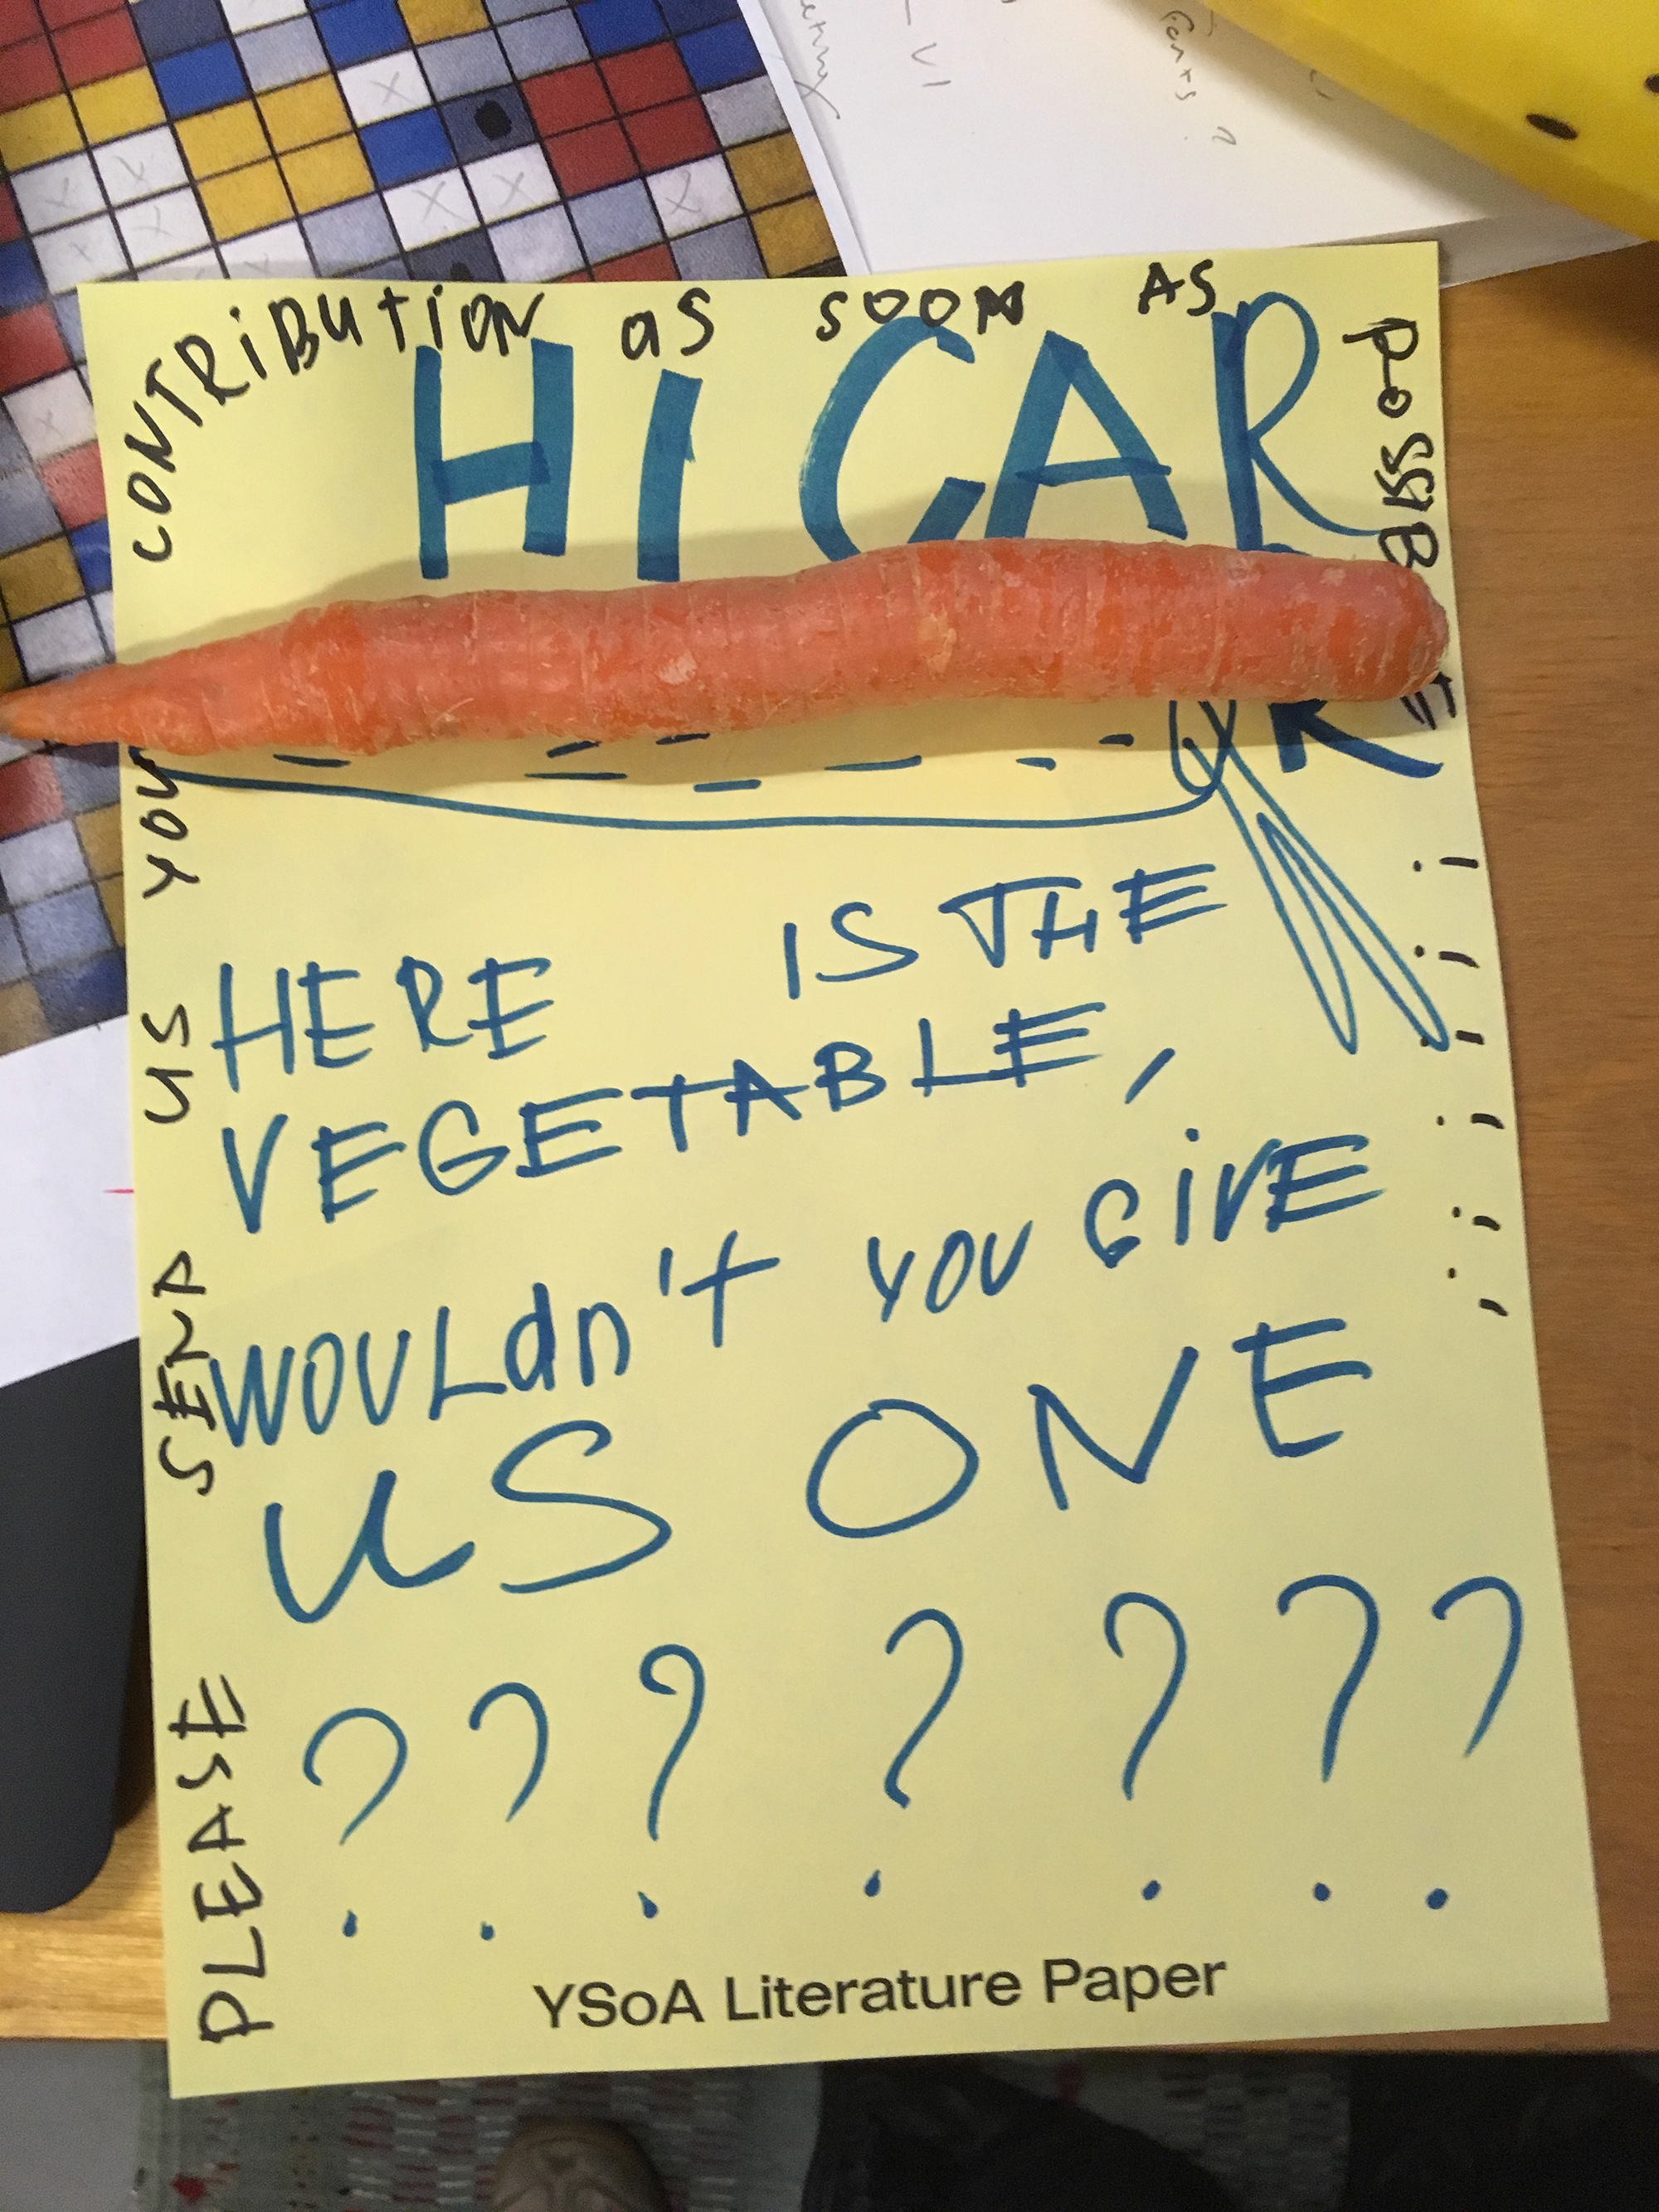 HI CAR
HERE IS THE
VEGETABLE,
WOULdn't YOU GiVE
US ONE
? ? ? ? ? ? ?
PLEASE SEND US YOU
CONTRiBUtiON aS SOON AS
POSSIB
YSoA Literature Paper